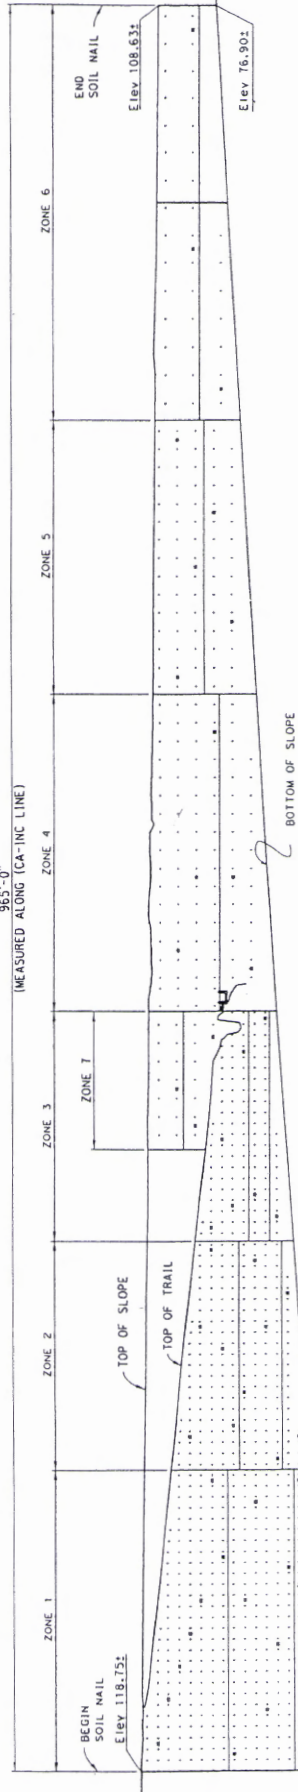 965'-0"
(MEASURED ALONG (CA-INC LINE)
ZONE 1
ZONE 2
ZONE 3
ZONE 4
ZONE 5
ZONE 6
ZONE 7
BEGIN
SOIL NAIL
Elev 118.75±
TOP OF SLOPE
TOP OF TRAIL
BOTTOM OF SLOPE
END
SOIL NAIL
Elev 108.63±
Elev 76.90±